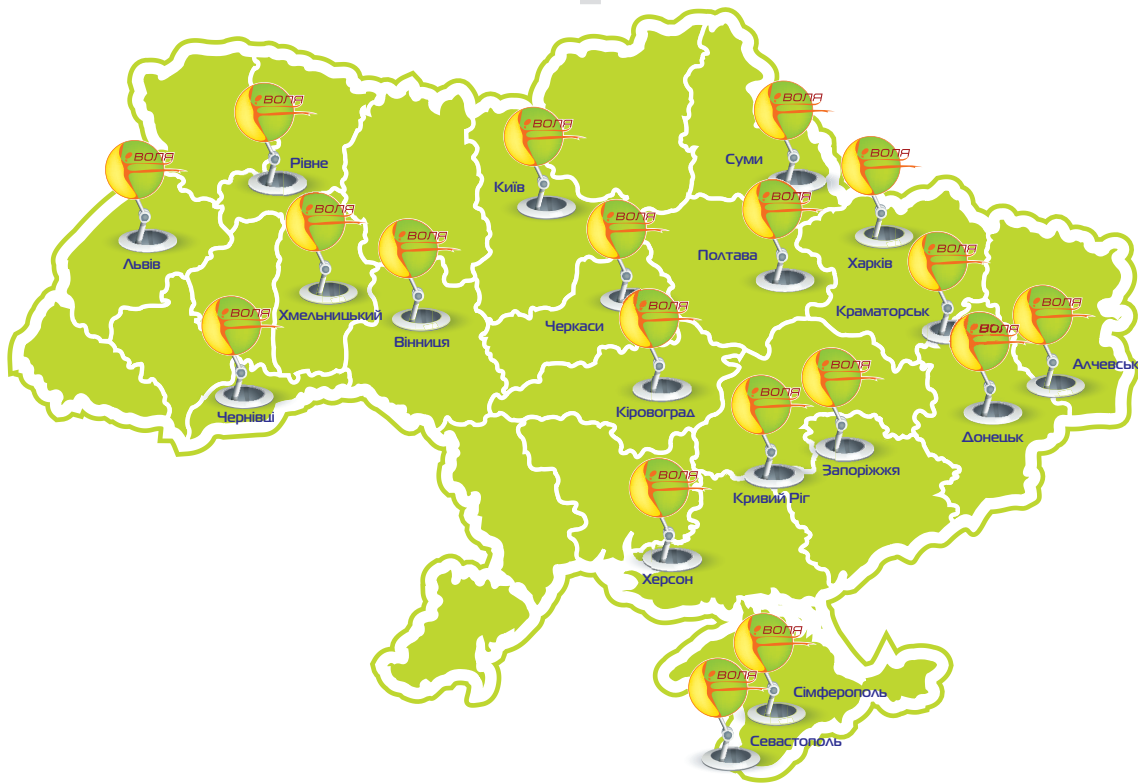 ВОЛЯ
Рівне
ВОЛЯ
Львів
ВОЛЯ
Київ
ВОЛЯ
Суми
ВОЛЯ
Харків
ВОЛЯ
Хмельницький
ВОЛЯ
Вінниця
ВОЛЯ
Черкаси
ВОЛЯ
Полтава
ВОЛЯ
Краматорськ
ВОЛЯ
Алчевськ
ВОЛЯ
Чернівці
ВОЛЯ
Кіровоград
ВОЛЯ
Донецьк
ВОЛЯ
Запоріжжя
ВОЛЯ
Кривий Ріг
ВОЛЯ
Херсон
ВОЛЯ
Сімферополь
ВОЛЯ
Севастополь